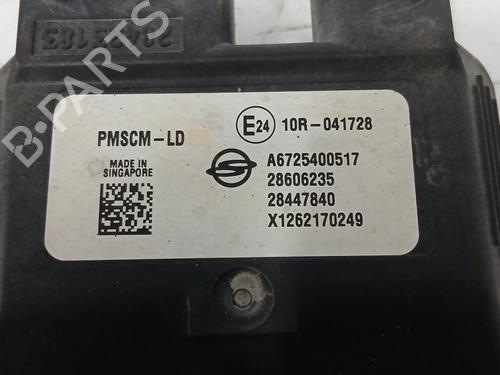 PMSCM-LD
E24 10R-041728
MADE IN
SINGAPORE
A6725400517
28606235
28447840
X1262170249
B-PARTS